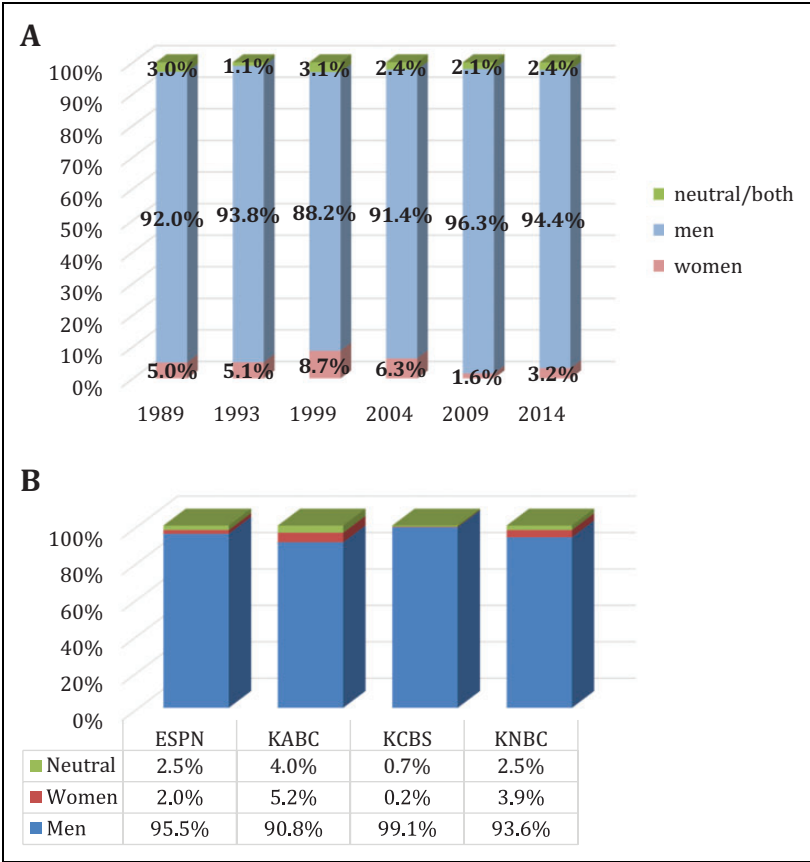 A
100%
90%
80%
70%
60%
50%
40%
30%
20%
10%
0%
3.0% 1.1% 3.1% 2.4% 2.1% 2.4%
92.0% 93.8% 88.2% 91.4% 96.3% 94.4%
5.0% 5.1% 8.7% 6.3% 1.6% 3.2%
1989 1993 1999 2004 2009 2014
neutral/both
men
women
B
100%
80%
60%
40%
20%
0%
ESPN KABC KCBS KNBC
Neutral 2.5% 4.0% 0.7% 2.5%
Women 2.0% 5.2% 0.2% 3.9%
Men 95.5% 90.8% 99.1% 93.6%